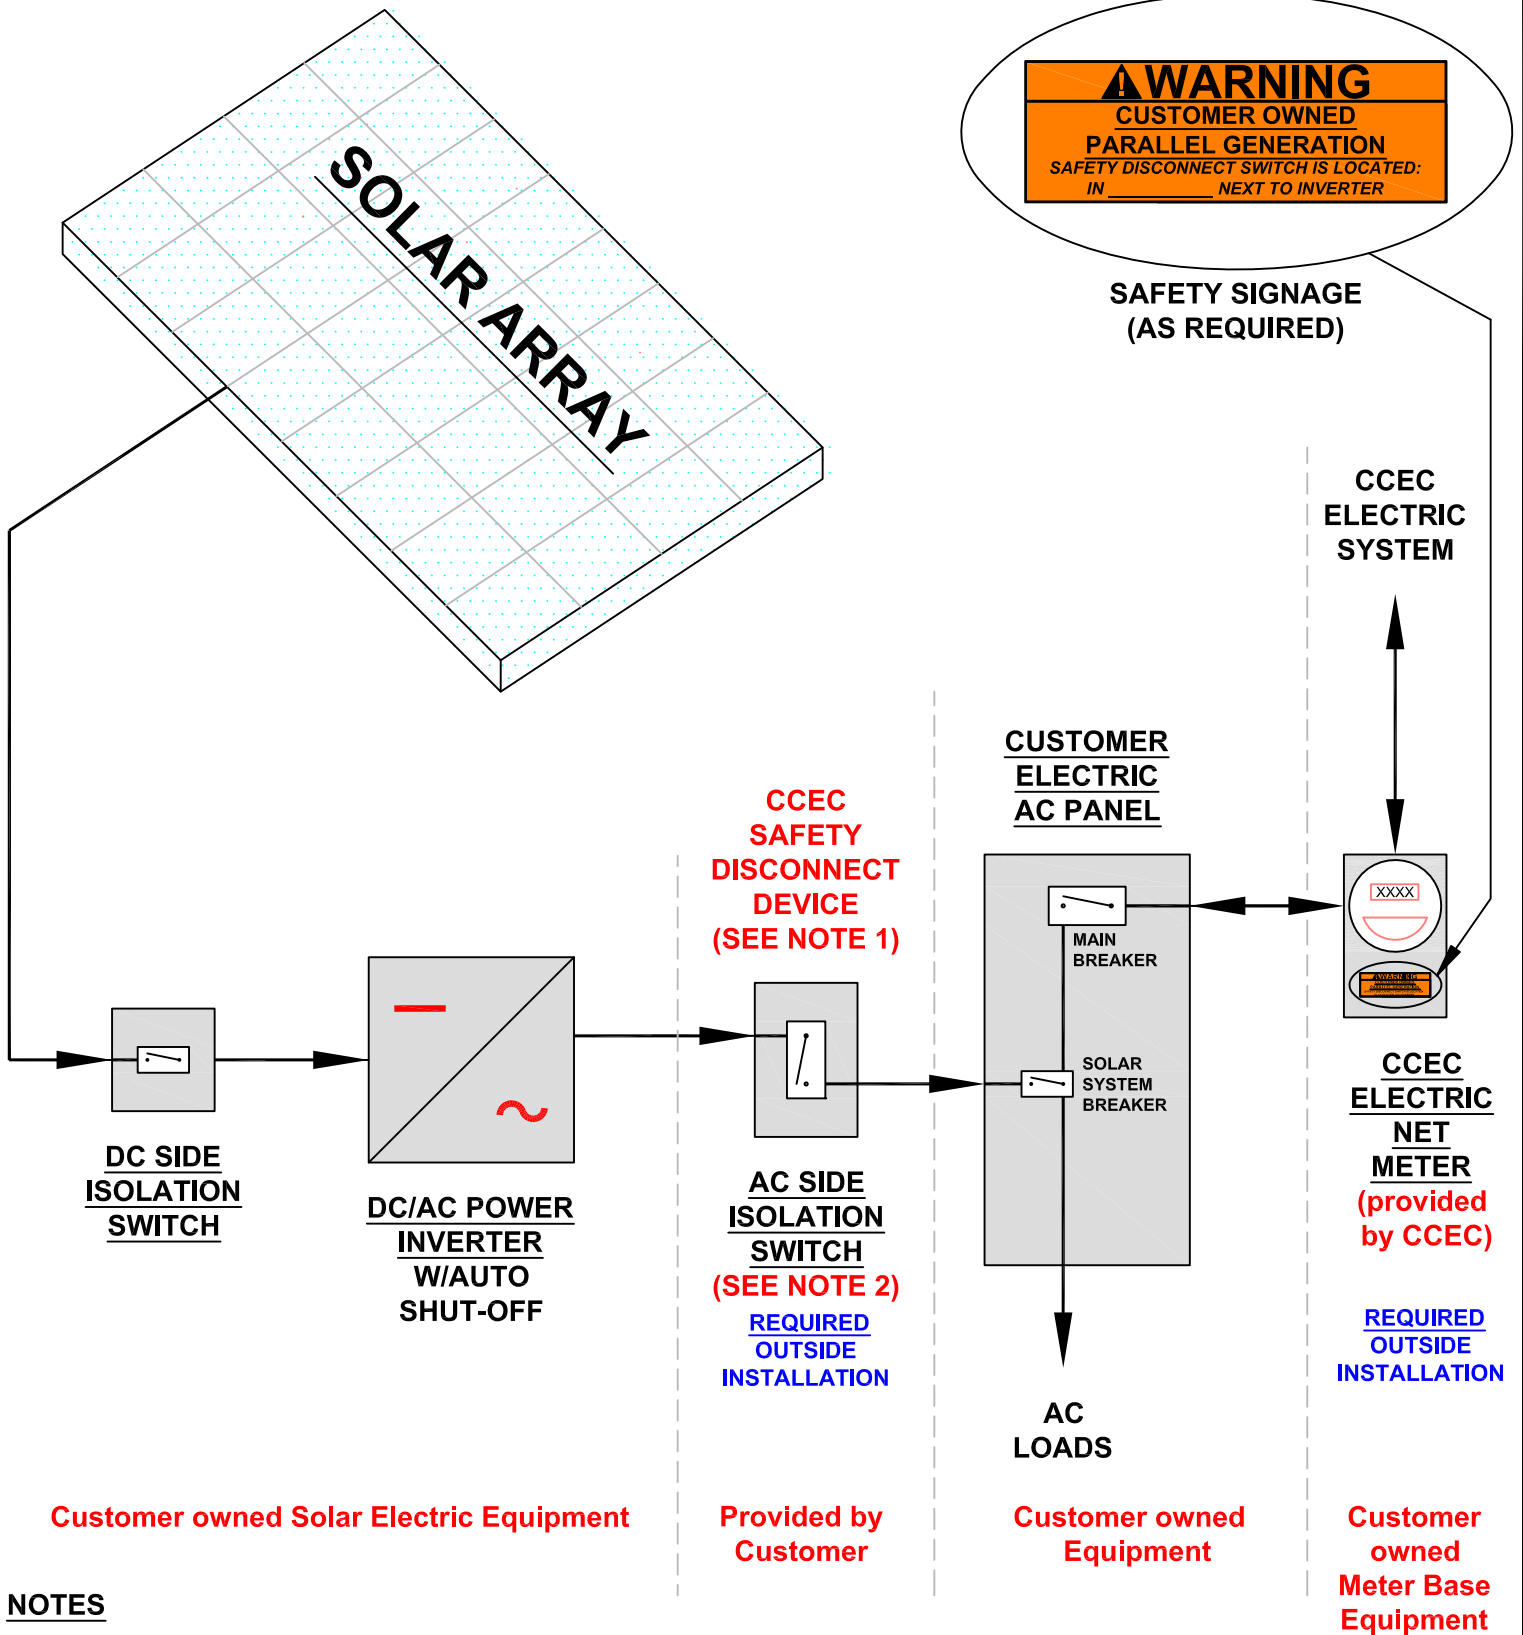 WARNING
CUSTOMER OWNED
PARALLEL GENERATION
SAFETY DISCONNECT SWITCH IS LOCATED:
IN __________ NEXT TO INVERTER
SAFETY SIGNAGE
(AS REQUIRED)
SOLAR ARRAY
CCEC
ELECTRIC
SYSTEM
CUSTOMER
ELECTRIC
AC PANEL
CCEC
SAFETY
DISCONNECT
DEVICE
(SEE NOTE 1)
XXXX
MAIN
BREAKER
WARNING
SOLAR
SYSTEM
BREAKER
DC SIDE
ISOLATION
SWITCH
DC/AC POWER
INVERTER
W/AUTO
SHUT-OFF
AC SIDE
ISOLATION
SWITCH
(SEE NOTE 2)
REQUIRED
OUTSIDE
INSTALLATION
CCEC
ELECTRIC
NET
METER
(provided
by CCEC)
REQUIRED
OUTSIDE
INSTALLATION
AC
LOADS
Customer owned Solar Electric Equipment
Provided by
Customer
Customer owned
Equipment
Customer
owned
Meter Base
Equipment
NOTES